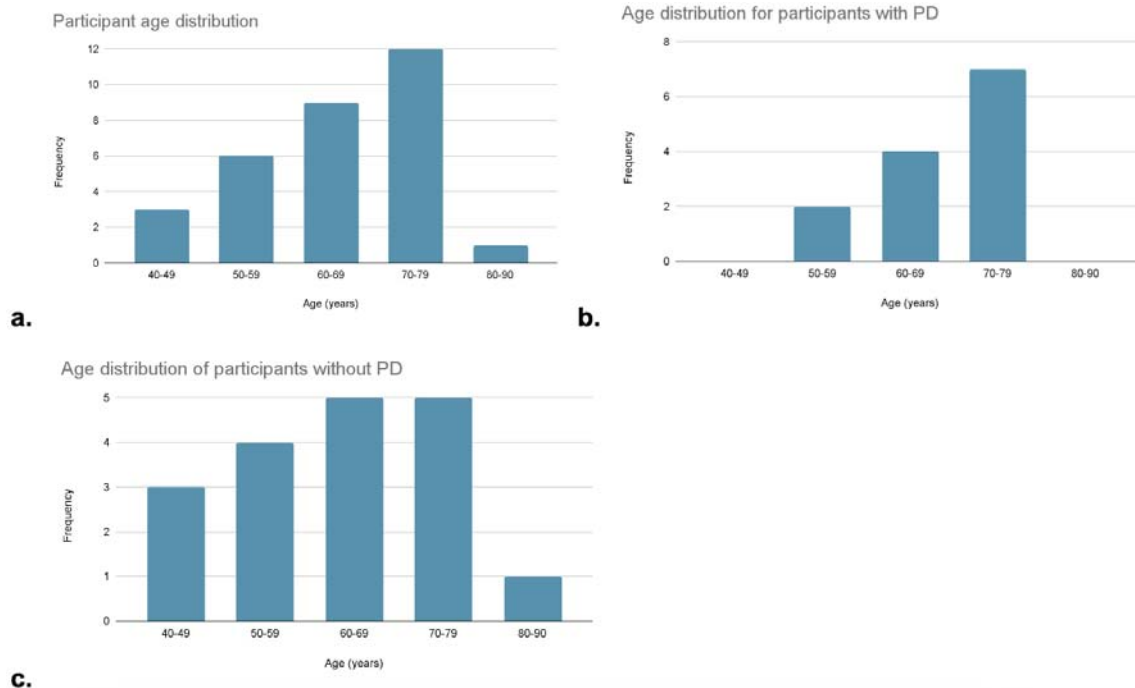 Participant age distribution
12
10
8
6
4
2
0
Frequency
40-49
50-59
60-69
70-79
80-90
Age (years)
a.
Age distribution for participants with PD
8
6
4
2
0
Frequency
40-49
50-59
60-69
70-79
80-90
Age (years)
b.
Age distribution of participants without PD
5
4
3
2
1
0
Frequency
40-49
50-59
60-69
70-79
80-90
Age (years)
c.